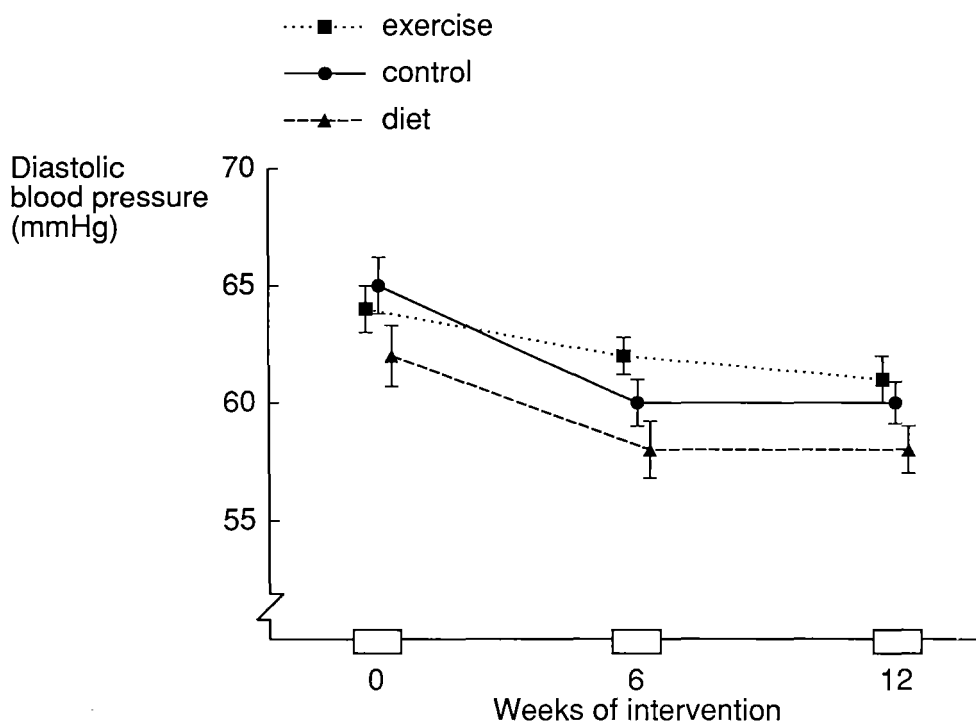 exercise
control
diet
Diastolic
blood pressure
(mmHg)
70
65
60
55
0 6 12
Weeks of intervention